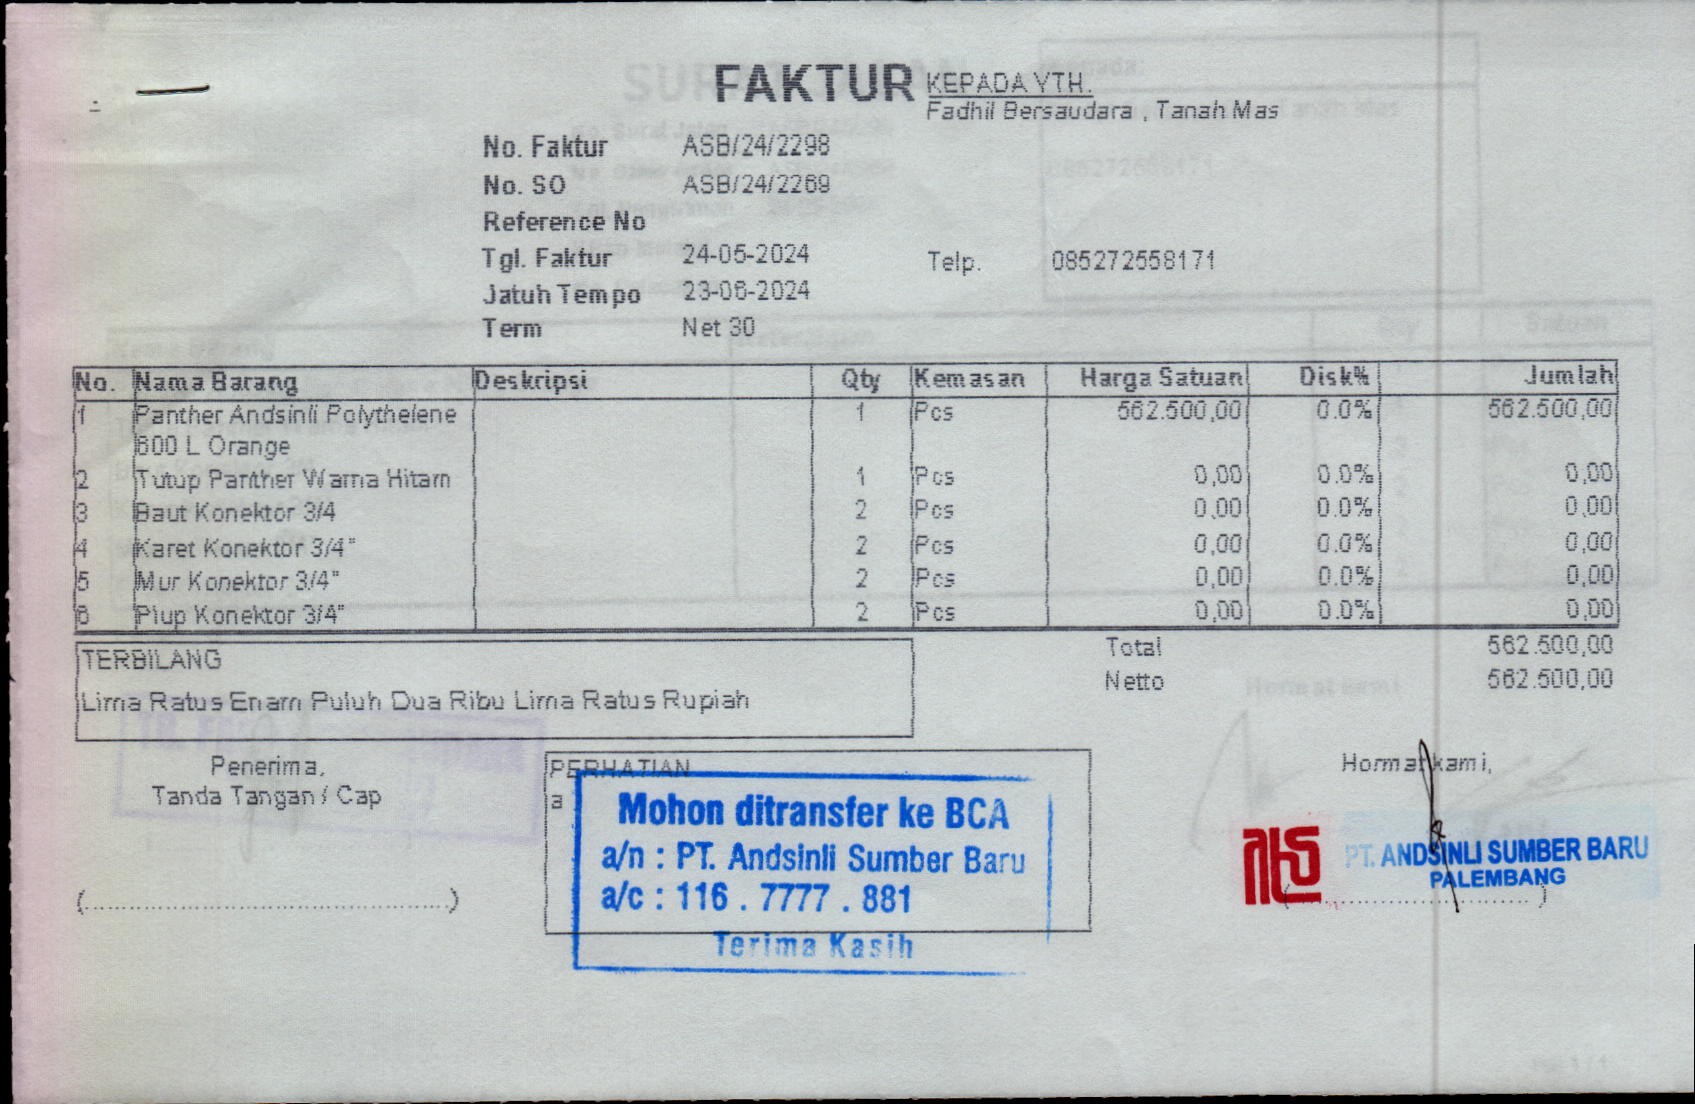 FAKTUR
KEPADA YTH.
Fadhil Bersaudara , Tanah Mas
No. Faktur ASB/24/2298
No. SO ASB/24/2269
Reference No
Tgl. Faktur 24-05-2024 Telp. 085272558171
Jatuh Tempo 23-06-2024
Term Net 30
No. Nama Barang Deskripsi Qty Kemasan Harga Satuan Disk% Jumlah
1 Panther Andsinli Polythelene 1 Pcs 562.500,00 0.0% 562.500,00
600 L Orange
2 Tutup Panther Warna Hitam 1 Pcs 0,00 0.0% 0,00
3 Baut Konektor 3/4 2 Pcs 0,00 0.0% 0,00
4 Karet Konektor 3/4" 2 Pcs 0,00 0.0% 0,00
5 Mur Konektor 3/4" 2 Pcs 0,00 0.0% 0,00
6 Plup Konektor 3/4" 2 Pcs 0,00 0.0% 0,00
Total 562.500,00
Netto 562.500,00
TERBILANG
Lima Ratus Enam Puluh Dua Ribu Lima Ratus Rupiah
Penerima,
Tanda Tangan / Cap
(..................................................)
PERHATIAN
a
Mohon ditransfer ke BCA
a/n : PT. Andsinli Sumber Baru
a/c : 116 . 7777 . 881
Terima Kasih
Hormat kami,
PT. ANDSINLI SUMBER BARU
PALEMBANG